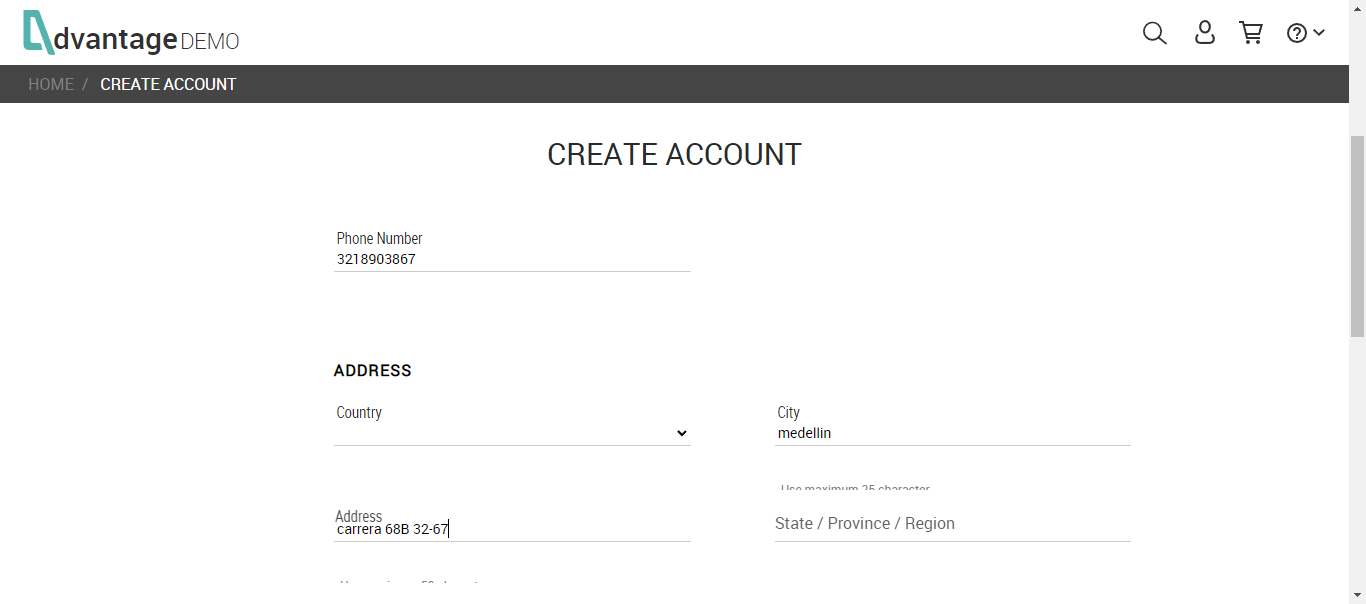 dvantage DEMO
HOME / CREATE ACCOUNT
CREATE ACCOUNT
Phone Number
3218903867
ADDRESS
Country
City
medellin
Use maximum 25 character
Address
carrera 68B 32-67
State / Province / Region